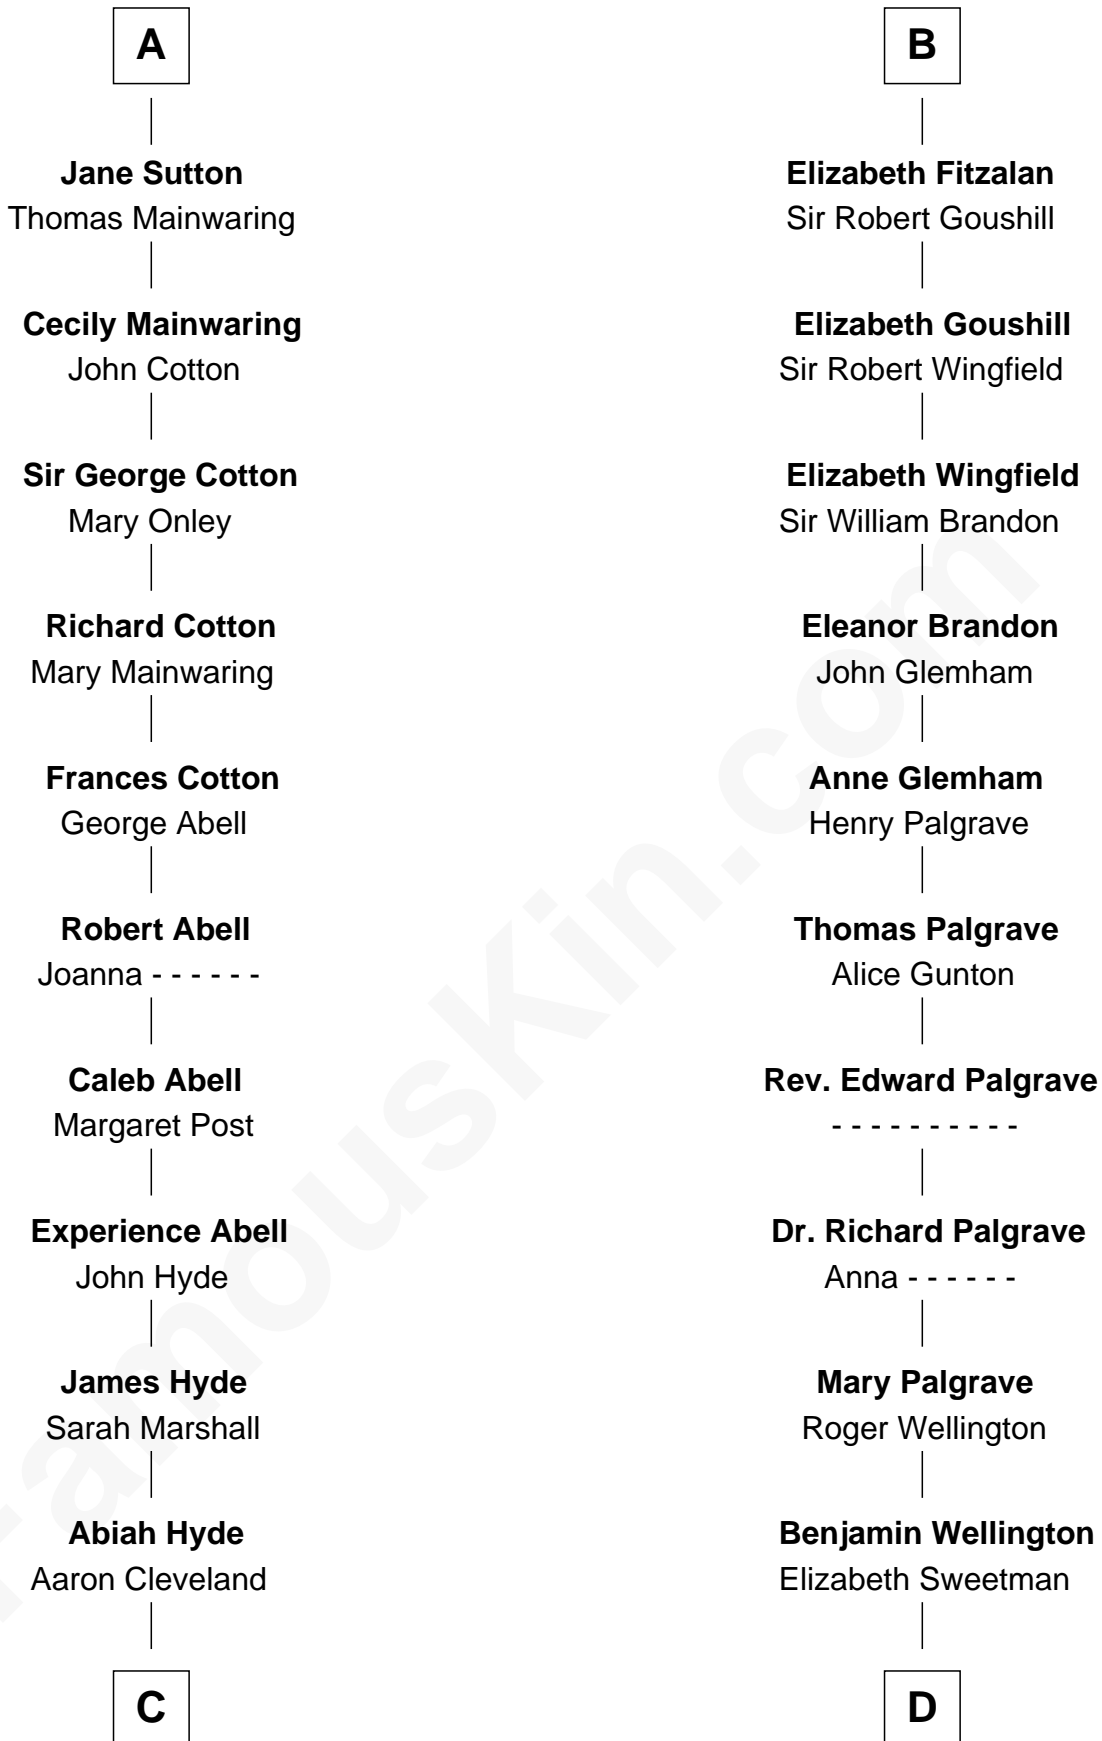 A
Jane Sutton
Thomas Mainwaring
Cecily Mainwaring
John Cotton
Sir George Cotton
Mary Onley
Richard Cotton
Mary Mainwaring
Frances Cotton
George Abell
Robert Abell
Joanna - - - - - -
Caleb Abell
Margaret Post
Experience Abell
John Hyde
James Hyde
Sarah Marshall
Abiah Hyde
Aaron Cleveland
C
B
Elizabeth Fitzalan
Sir Robert Goushill
Elizabeth Goushill
Sir Robert Wingfield
Elizabeth Wingfield
Sir William Brandon
Eleanor Brandon
John Glemham
Anne Glemham
Henry Palgrave
Thomas Palgrave
Alice Gunton
Rev. Edward Palgrave
- - - - - - - - - -
Dr. Richard Palgrave
Anna - - - - - -
Mary Palgrave
Roger Wellington
Benjamin Wellington
Elizabeth Sweetman
D
FamousKin.com